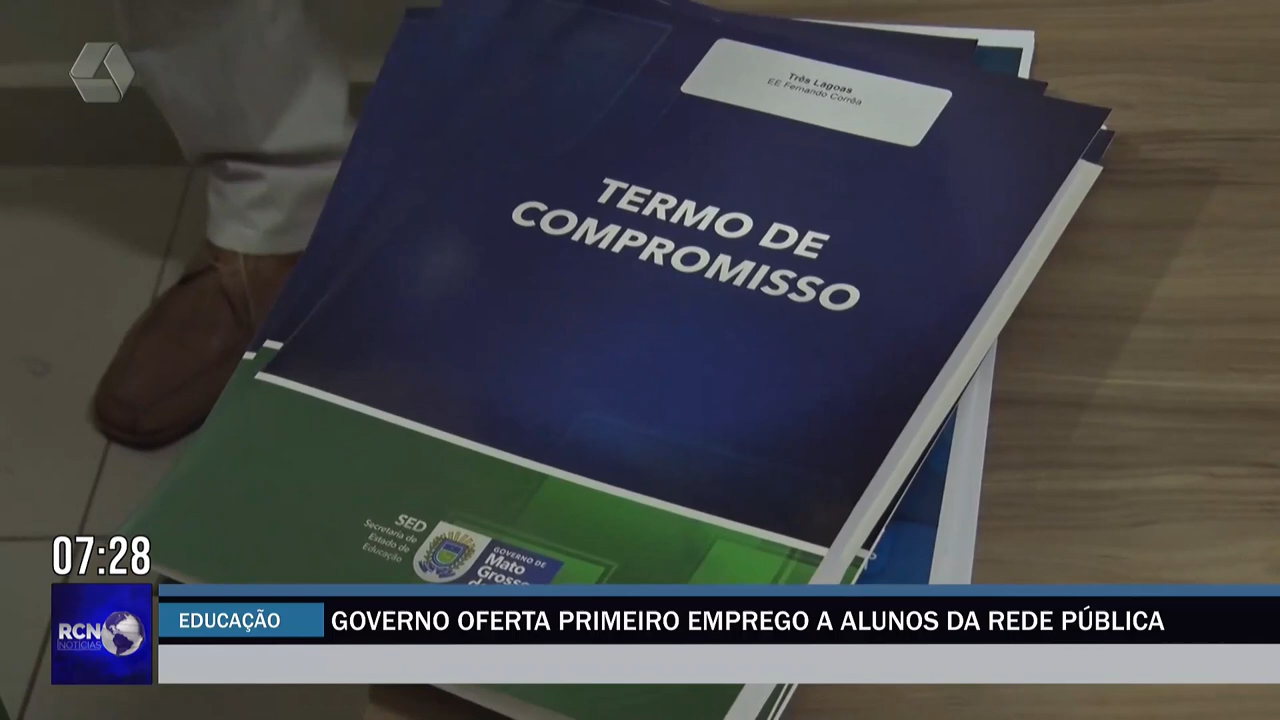 Três Lagoas
EE Fernando Corrêa
TERMO DE
COMPROMISSO
SED
Secretaria de
Estado de
Educação
GOVERNO DE
Mato
Grosso
07:28
RCN
NOTÍCIAS
EDUCAÇÃO
GOVERNO OFERTA PRIMEIRO EMPREGO A ALUNOS DA REDE PÚBLICA